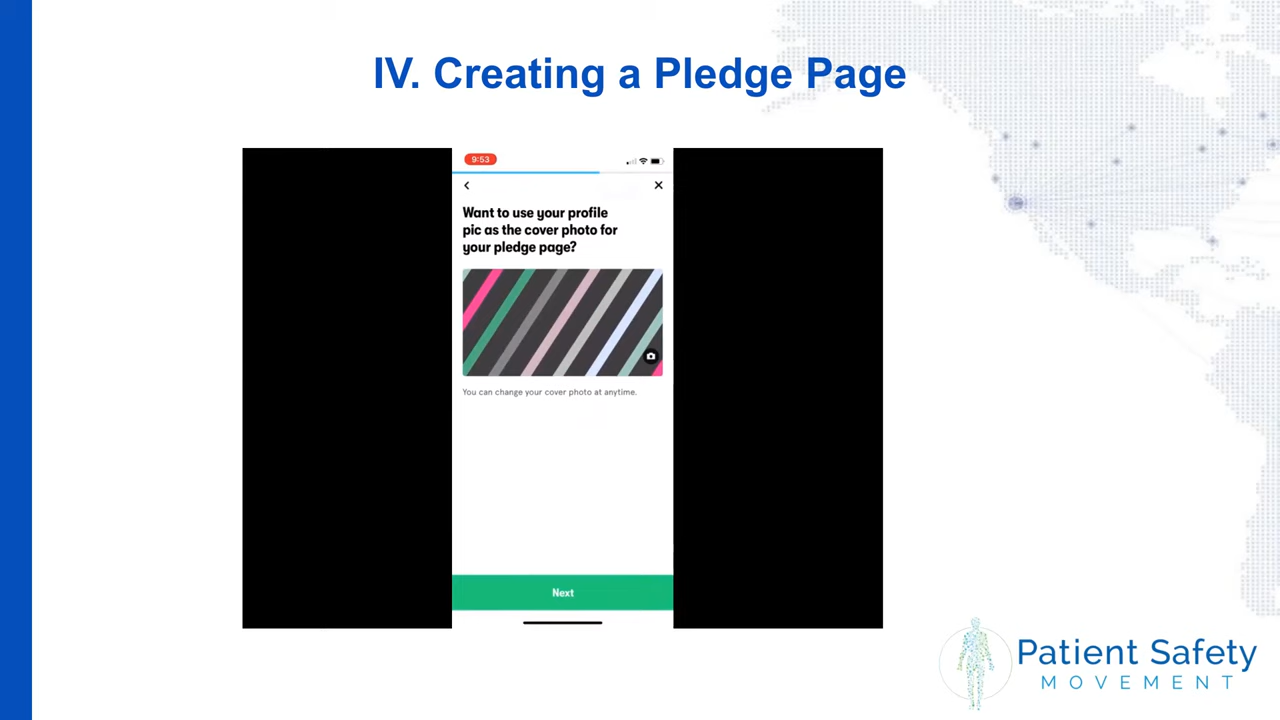 IV. Creating a Pledge Page
9:53
Want to use your profile
pic as the cover photo for
your pledge page?
You can change your cover photo at anytime.
Next
Patient Safety
MOVEMENT